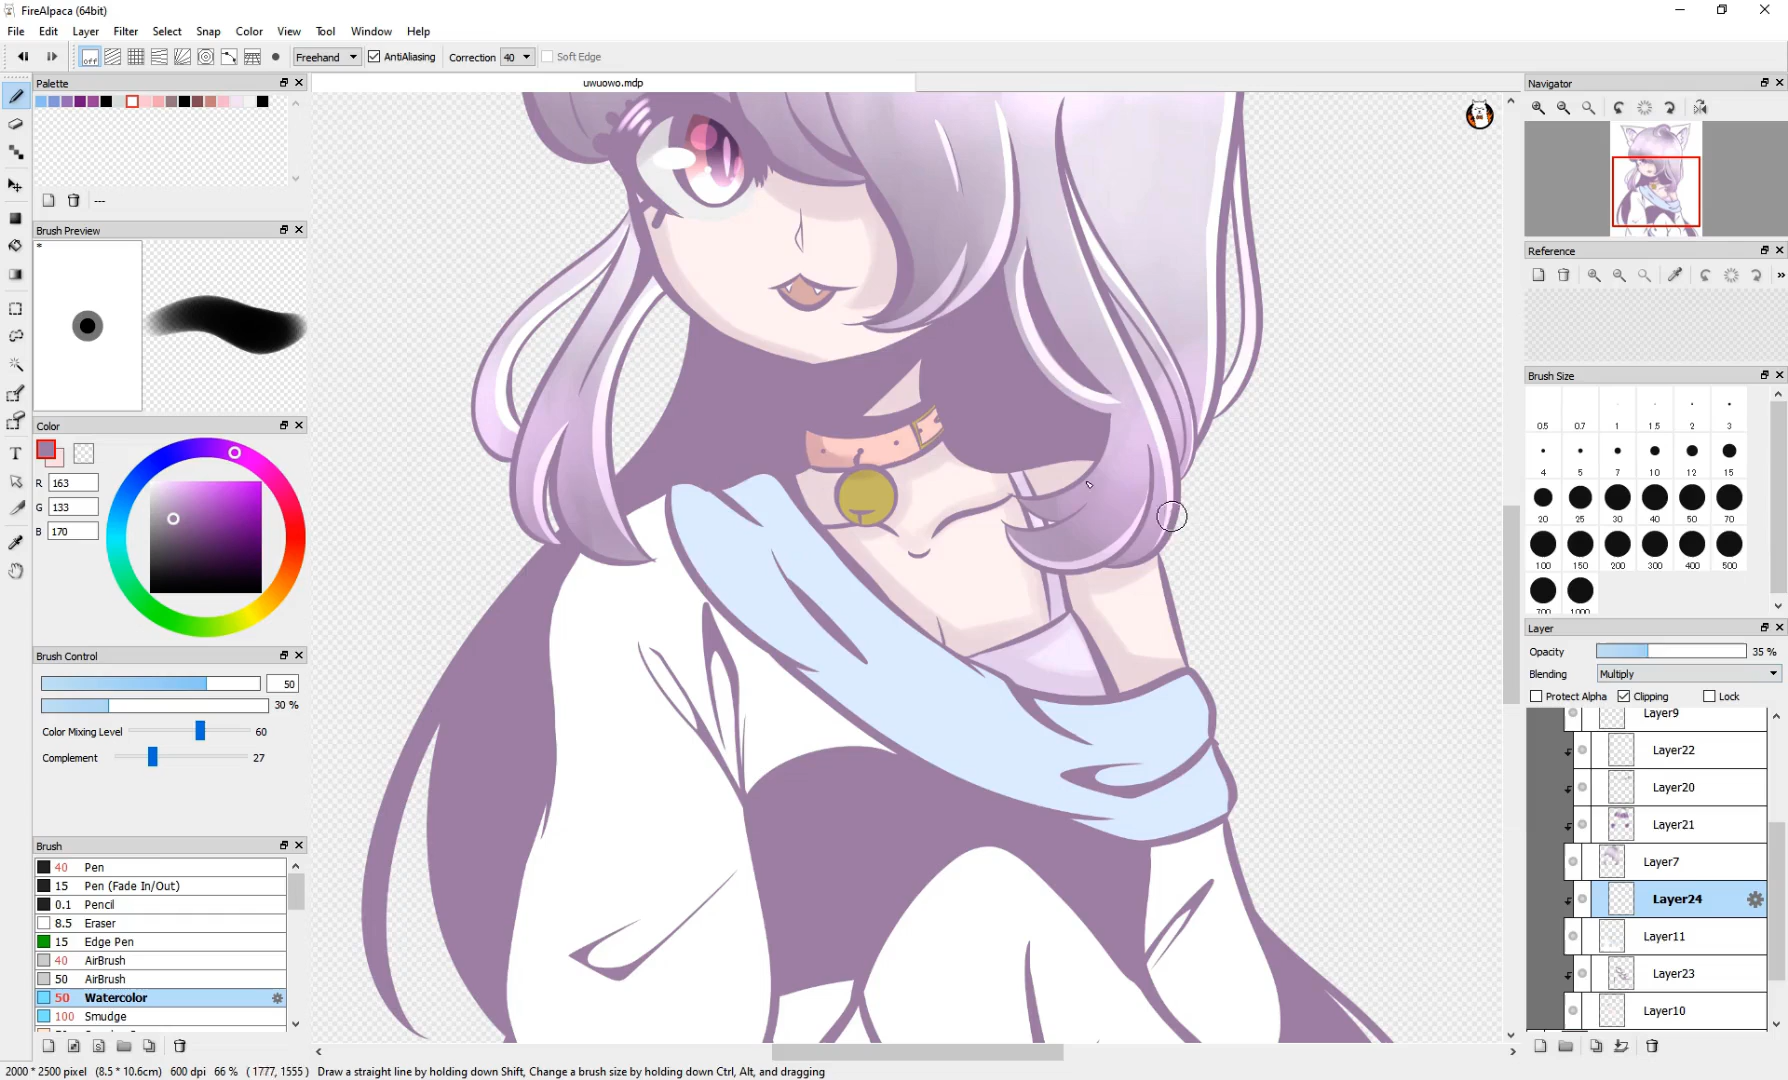 FireAlpaca (64bit)
File Edit Layer Filter Select Snap Color View Tool Window Help
off Freehand AntiAliasing Correction 40 Soft Edge
Palette
uwuowo.mdp
Navigator
---
Brush Preview
*
Reference
Brush Size
0.5 0.7 1 1.5 2 3
4 5 7 10 12 15
20 25 30 40 50 70
100 150 200 300 400 500
700 1000
Color
R 163
G 133
B 170
Brush Control
50
30 %
Color Mixing Level 60
Complement 27
Brush
40 Pen
15 Pen (Fade In/Out)
0.1 Pencil
8.5 Eraser
15 Edge Pen
40 AirBrush
50 AirBrush
50 Watercolor
100 Smudge
Layer
Opacity 35 %
Blending Multiply
Protect Alpha Clipping Lock
Layer9
Layer22
Layer20
Layer21
Layer7
Layer24
Layer11
Layer23
Layer10
2000 * 2500 pixel (8.5 * 10.6cm) 600 dpi 66 % ( 1777, 1555 ) Draw a straight line by holding down Shift, Change a brush size by holding down Ctrl, Alt, and dragging